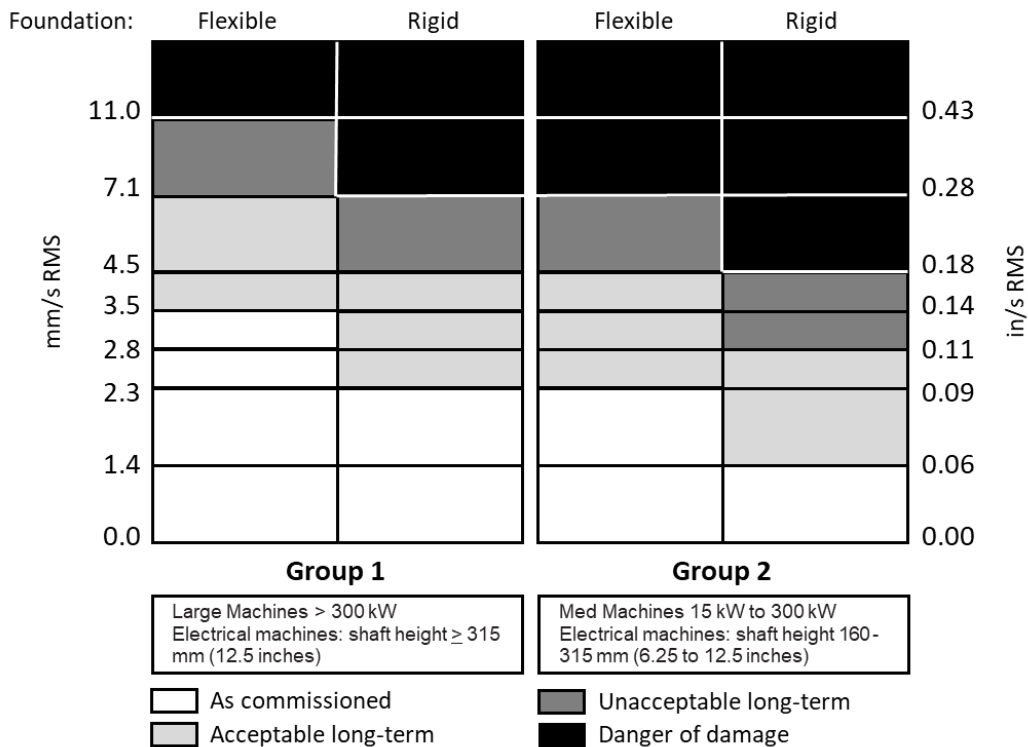 Foundation: Flexible Rigid Flexible Rigid
11.0 0.43
7.1 0.28
4.5 0.18
3.5 0.14
2.8 0.11
2.3 0.09
1.4 0.06
0.0 0.00
mm/s RMS
in/s RMS
Group 1 Group 2
Large Machines > 300 kW
Electrical machines: shaft height ≥ 315
mm (12.5 inches)
Med Machines 15 kW to 300 kW
Electrical machines: shaft height 160-
315 mm (6.25 to 12.5 inches)
As commissioned
Acceptable long-term
Unacceptable long-term
Danger of damage